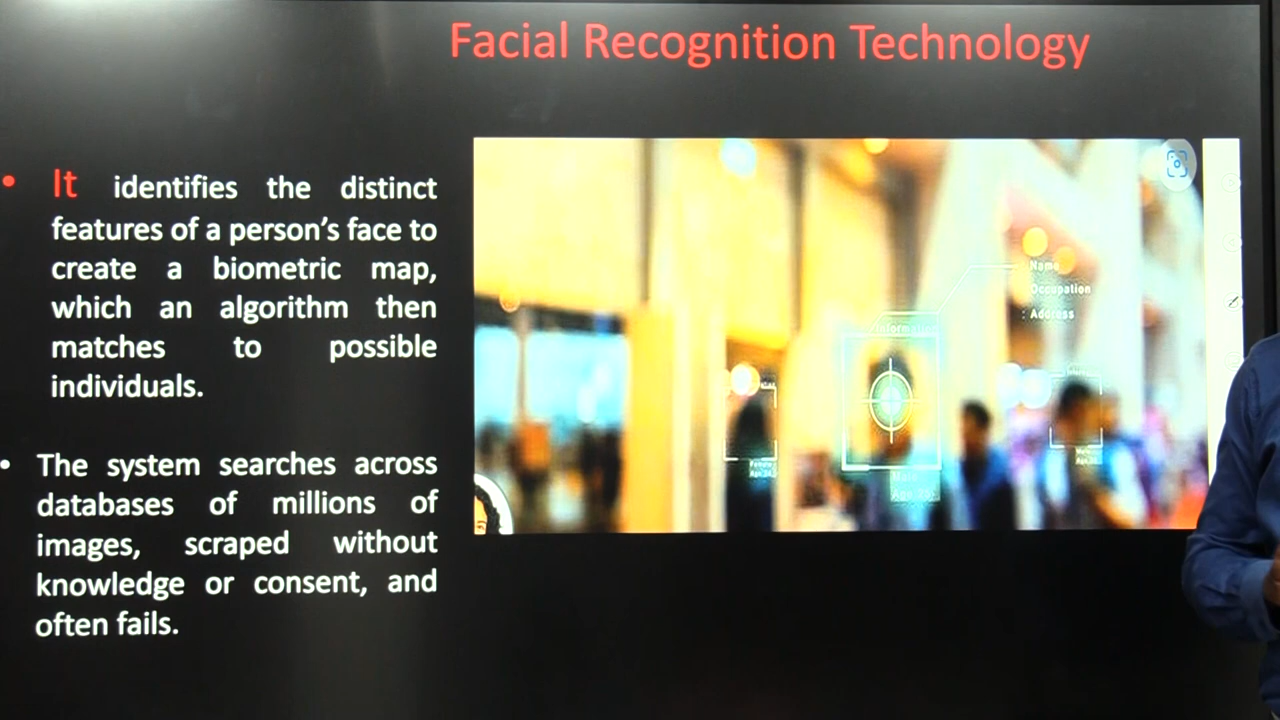 Facial Recognition Technology
• It identifies the distinct
features of a person's face to
create a biometric map,
which an algorithm then
matches to possible
individuals.
• The system searches across
databases of millions of
images, scraped without
knowledge or consent, and
often fails.
Name
Occupation
: Address
Information
Male